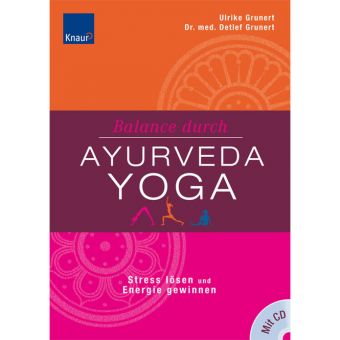 Knaur
Ulrike Grunert
Dr. med. Detlef Grunert
Balance durch
AYURVEDA
YOGA
Stress lösen und
Energie gewinnen
Mit CD